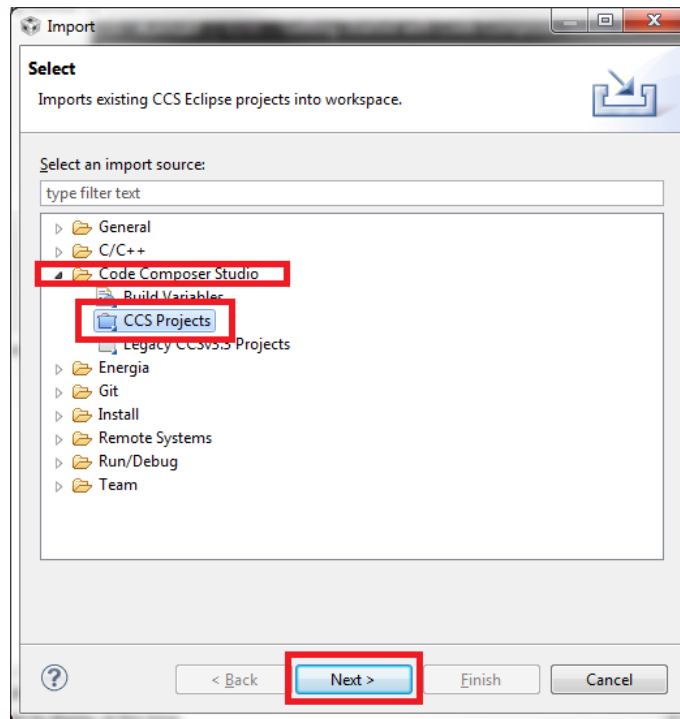 Import
Select
Imports existing CCS Eclipse projects into workspace.
Select an import source:
type filter text
General
C/C++
Code Composer Studio
Build Variables
CCS Projects
Legacy CCSv3.3 Projects
Energia
Git
Install
Remote Systems
Run/Debug
Team
?
< Back Next > Finish Cancel